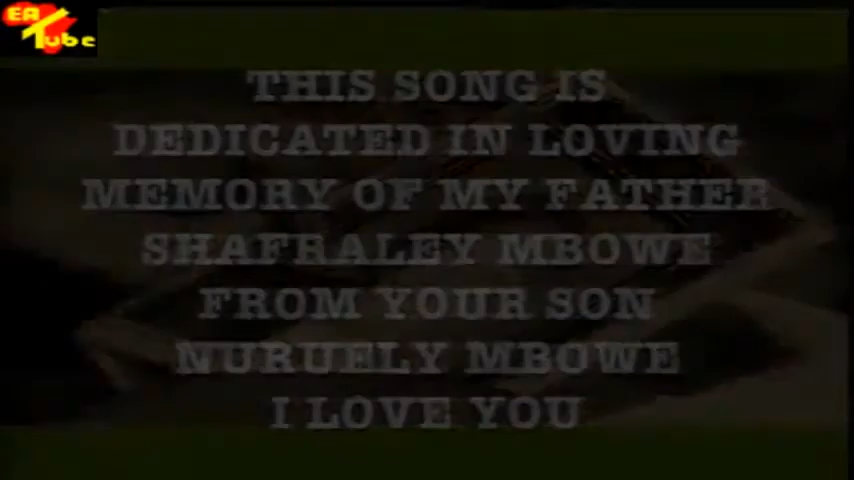 EA
Tube
THIS SONG IS
DEDICATED IN LOVING
MEMORY OF MY FATHER
SHAFRALEY MBOWE
FROM YOUR SON
NURUELY MBOWE
I LOVE YOU